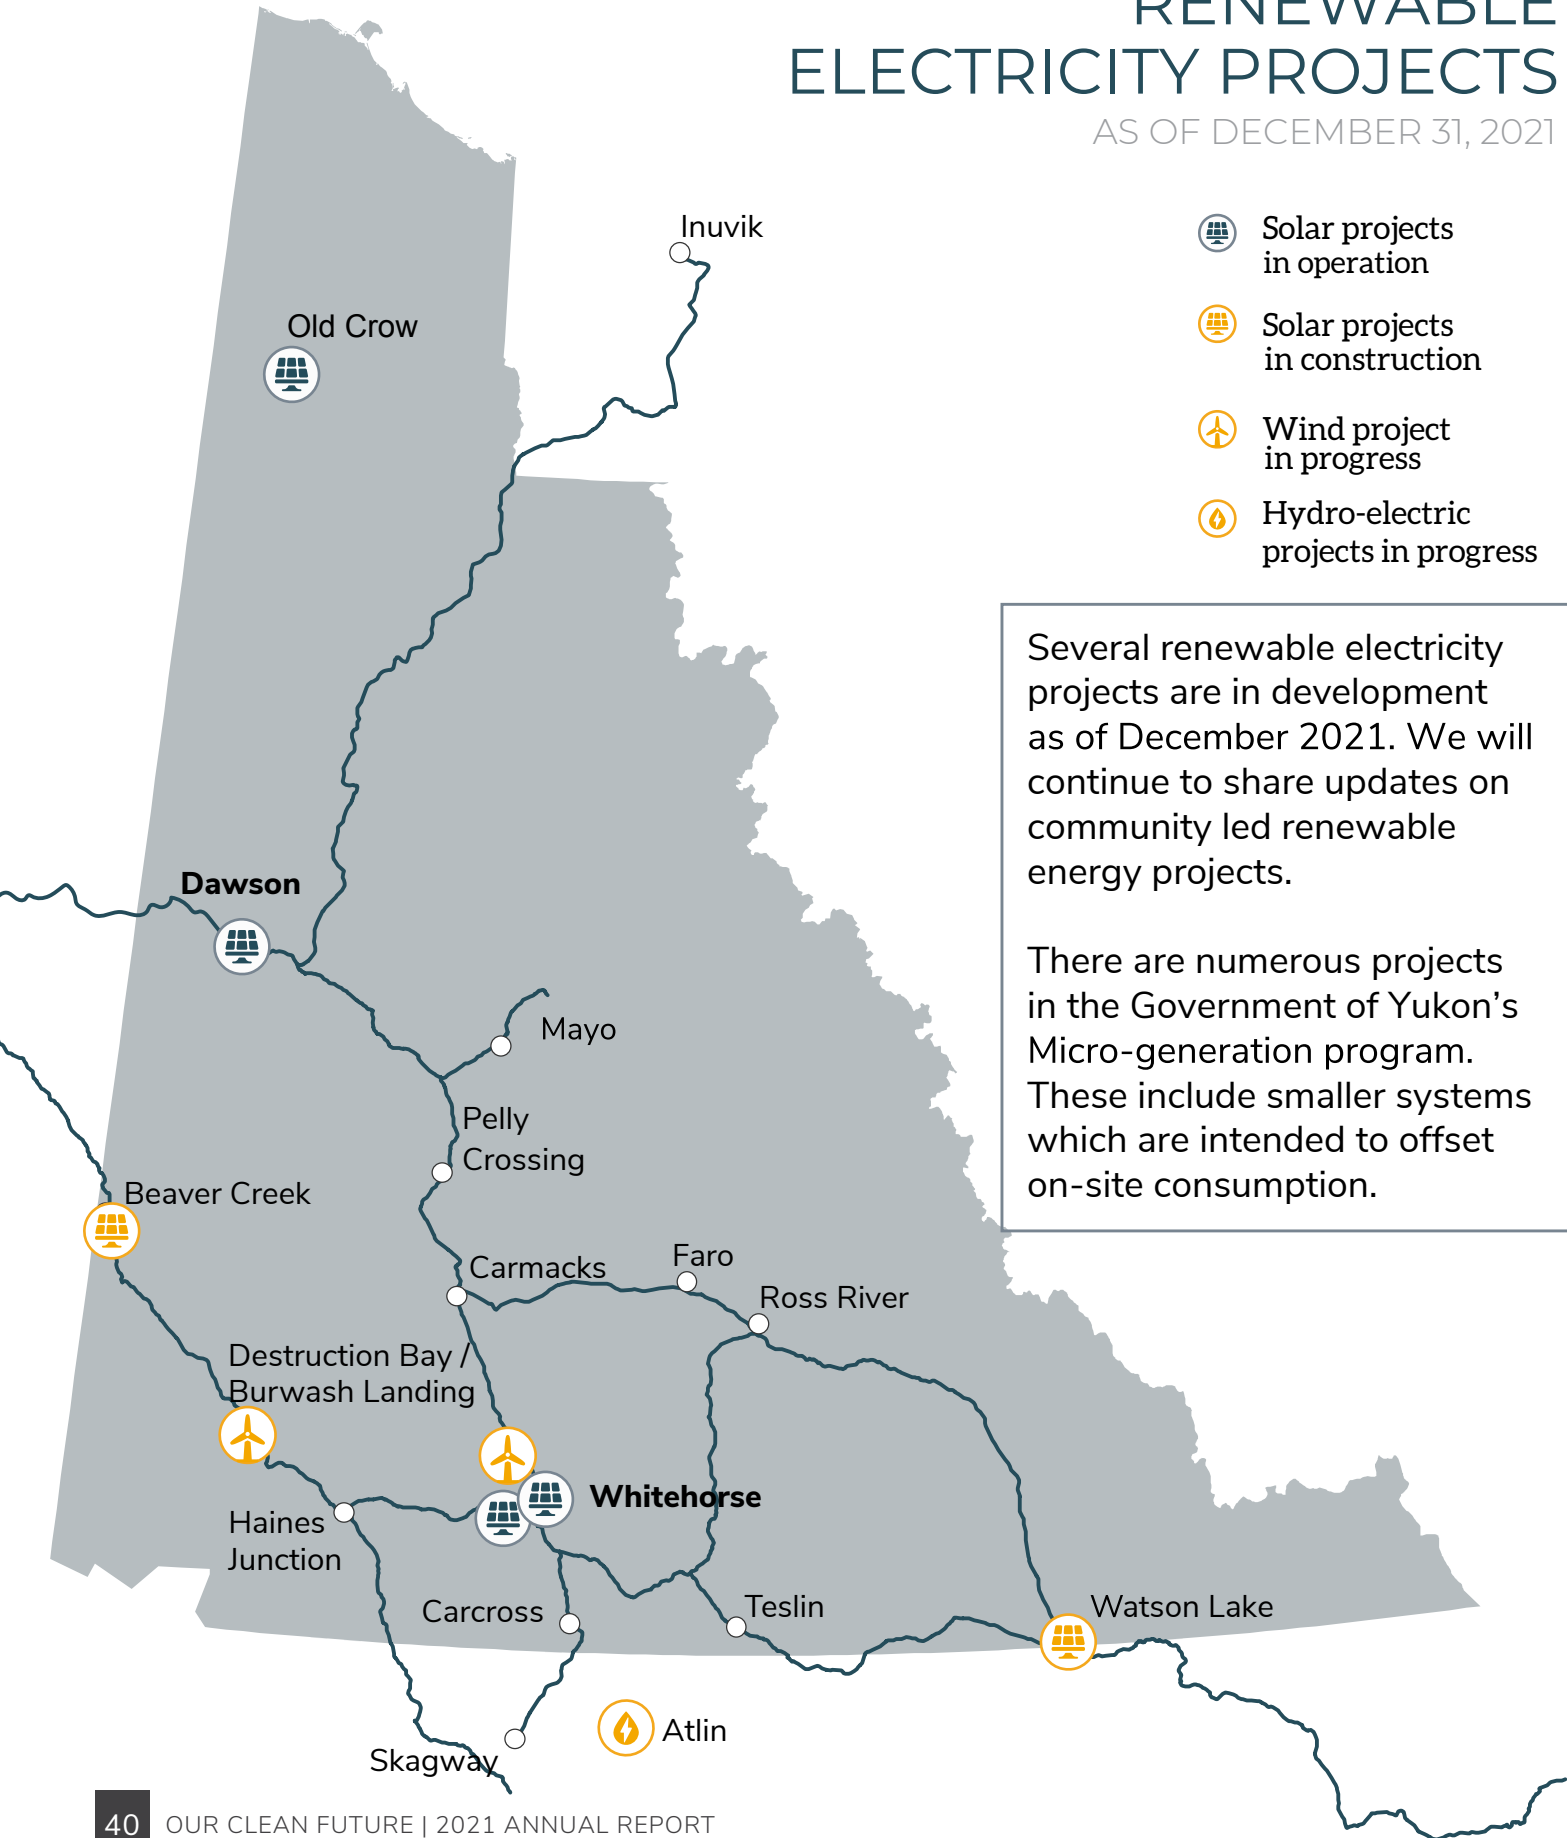 RENEWABLE
ELECTRICITY PROJECTS
AS OF DECEMBER 31, 2021
Solar projects
in operation
Solar projects
in construction
Wind project
in progress
Hydro-electric
projects in progress
Several renewable electricity
projects are in development
as of December 2021. We will
continue to share updates on
community led renewable
energy projects.
There are numerous projects
in the Government of Yukon’s
Micro-generation program.
These include smaller systems
which are intended to offset
on-site consumption.
Inuvik
Old Crow
Dawson
Mayo
Pelly
Crossing
Beaver Creek
Carmacks
Faro
Ross River
Destruction Bay /
Burwash Landing
Whitehorse
Haines
Junction
Carcross
Teslin
Watson Lake
Atlin
Skagway
40 OUR CLEAN FUTURE | 2021 ANNUAL REPORT